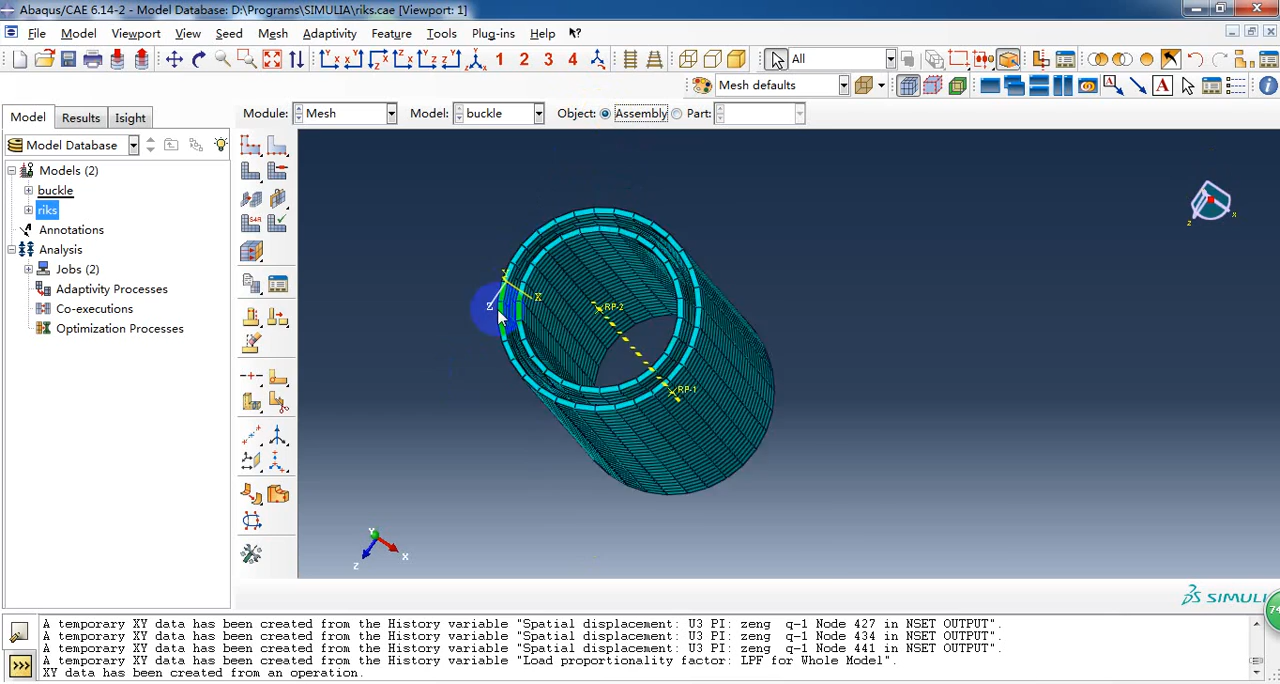 Abaqus/CAE 6.14-2 - Model Database: D:\Programs\SIMULIA\riks.cae [Viewport: 1]
File Model Viewport View Seed Mesh Adaptivity Feature Tools Plug-ins Help
1 2 3 4 All
Mesh defaults
Model Results Isight Module: Mesh Model: buckle Object: Assembly Part:
Model Database
Models (2)
buckle
riks
Annotations
Analysis
Jobs (2)
Adaptivity Processes
Co-executions
Optimization Processes
S4R
Y
X
Z
RP-2
RP-1
z x
Y
X
Z
SIMULI
74
A temporary XY data has been created from the History variable "Spatial displacement: U3 PI: zeng q-1 Node 427 in NSET OUTPUT".
A temporary XY data has been created from the History variable "Spatial displacement: U3 PI: zeng q-1 Node 434 in NSET OUTPUT".
A temporary XY data has been created from the History variable "Spatial displacement: U3 PI: zeng q-1 Node 441 in NSET OUTPUT".
A temporary XY data has been created from the History variable "Load proportionality factor: LPF for Whole Model".
XY data has been created from an operation.